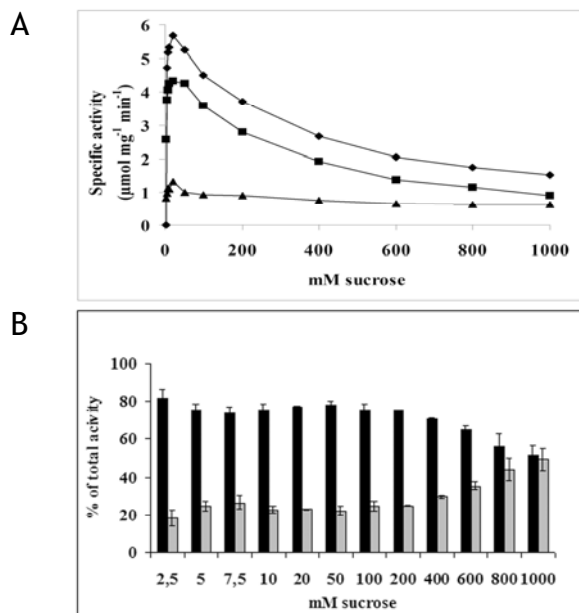 A
Specific activity
(µmol mg⁻¹ min⁻¹)
6
5
4
3
2
1
0
0 200 400 600 800 1000
mM sucrose
B
% of total acivity
100
80
60
40
20
0
2,5 5 7,5 10 20 50 100 200 400 600 800 1000
mM sucrose